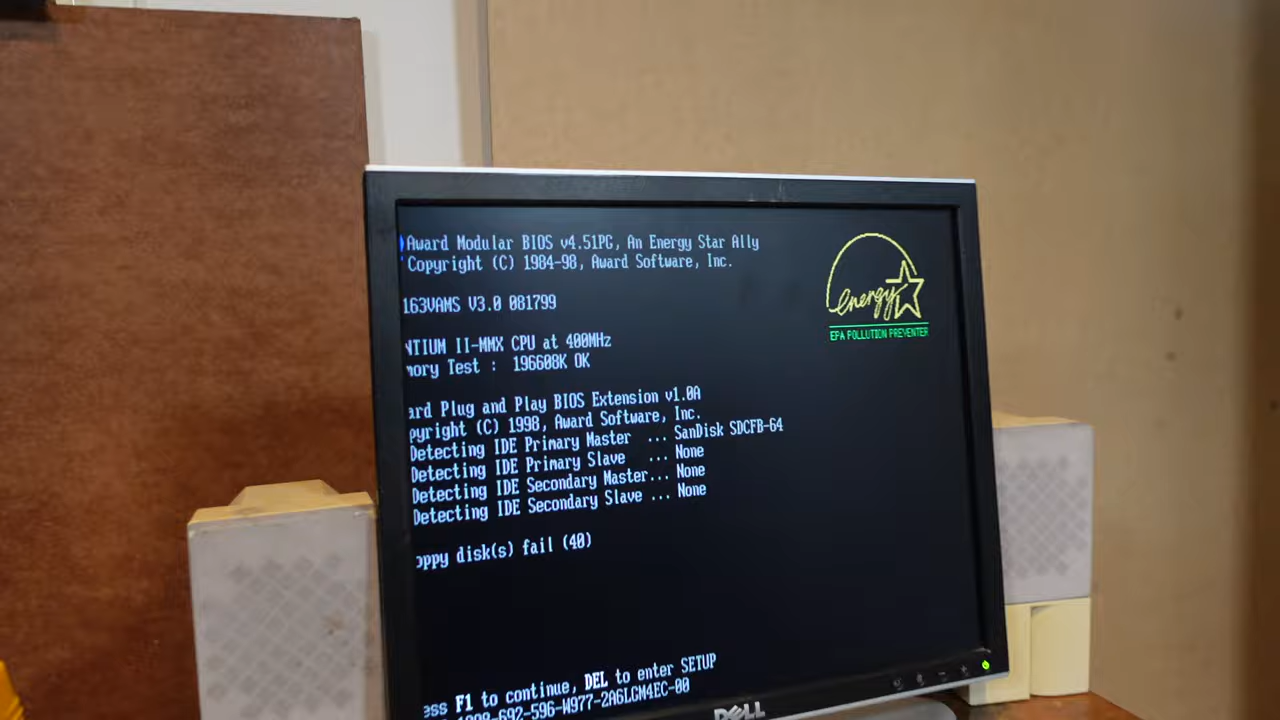 Award Modular BIOS v4.51PG, An Energy Star Ally
Copyright (C) 1984-98, Award Software, Inc.
energy
EPA POLLUTION PREVENTER
163VAMS V3.0 081799
NTIUM II-MMX CPU at 400MHz
mory Test : 196608K OK
ard Plug and Play BIOS Extension v1.0A
pyright (C) 1998, Award Software, Inc.
Detecting IDE Primary Master ... SanDisk SDCFB-64
Detecting IDE Primary Slave ... None
Detecting IDE Secondary Master... None
Detecting IDE Secondary Slave ... None
oppy disk(s) fail (40)
ess F1 to continue, DEL to enter SETUP
-692-596-W977-2A6LGM4EC-00
DELL